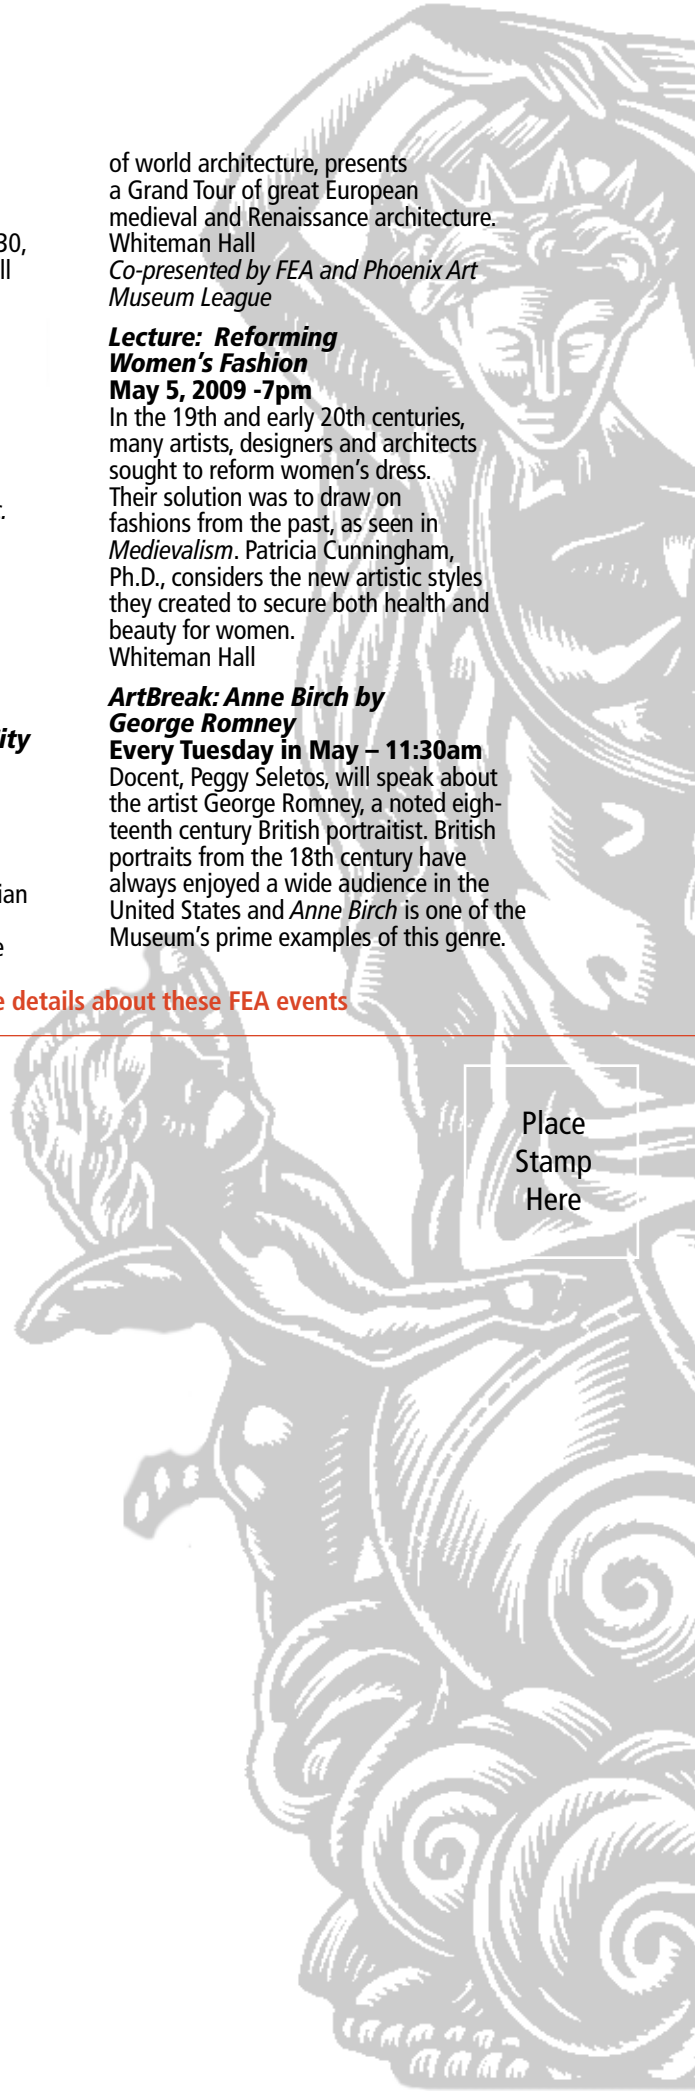 30,
ll
.
ity
ian
e
of world architecture, presents
a Grand Tour of great European
medieval and Renaissance architecture.
Whiteman Hall
Co-presented by FEA and Phoenix Art
Museum League
Lecture:  Reforming
Women's Fashion
May 5, 2009 -7pm
In the 19th and early 20th centuries,
many artists, designers and architects
sought to reform women's dress.
Their solution was to draw on
fashions from the past, as seen in
Medievalism. Patricia Cunningham,
Ph.D., considers the new artistic styles
they created to secure both health and
beauty for women.
Whiteman Hall
ArtBreak: Anne Birch by
George Romney
Every Tuesday in May – 11:30am
Docent, Peggy Seletos, will speak about
the artist George Romney, a noted eigh-
teenth century British portraitist. British
portraits from the 18th century have
always enjoyed a wide audience in the
United States and Anne Birch is one of the
Museum's prime examples of this genre.
e details about these FEA events
Place
Stamp
Here